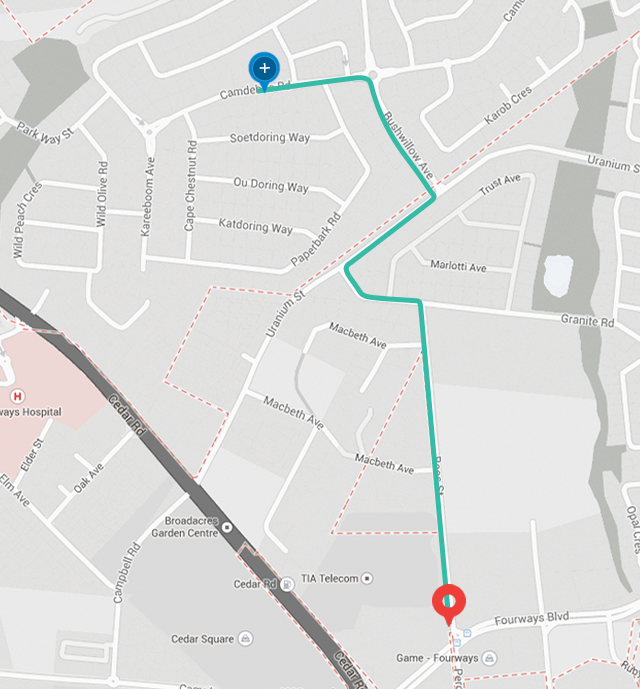 Camdeboo Rd
Park Way St
Wild Peach Cres
Wild Olive Rd
Kareeboom Ave
Cape Chestnut Rd
Soetdoring Way
Ou Doring Way
Katdoring Way
Paperbark Rd
Bushwillow Ave
Karob Cres
Trust Ave
Marlotti Ave
Granite Rd
Uranium St
Macbeth Ave
Macbeth Ave
Macbeth Ave
Cedar Rd
H
ways Hospital
Elder St
Elm Ave
Oak Ave
Campbell Rd
Broadacres
Garden Centre
Cedar Rd
TIA Telecom
Cedar Square
Cedar R
Fourways Blvd
Game - Fourways
Opal Cres